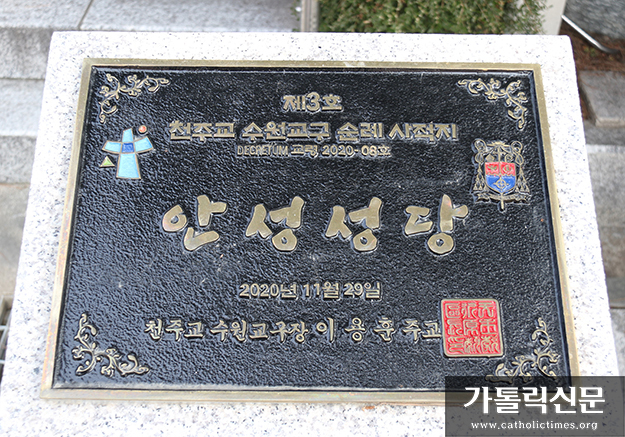 제3호
천주교 수원교구 순례 사적지
DECRETUM 교령, 2020-08호
안성성당
2020년 11월 29일
천주교 수원교구장 이용훈 주교
가톨릭신문
www.catholictimes.org